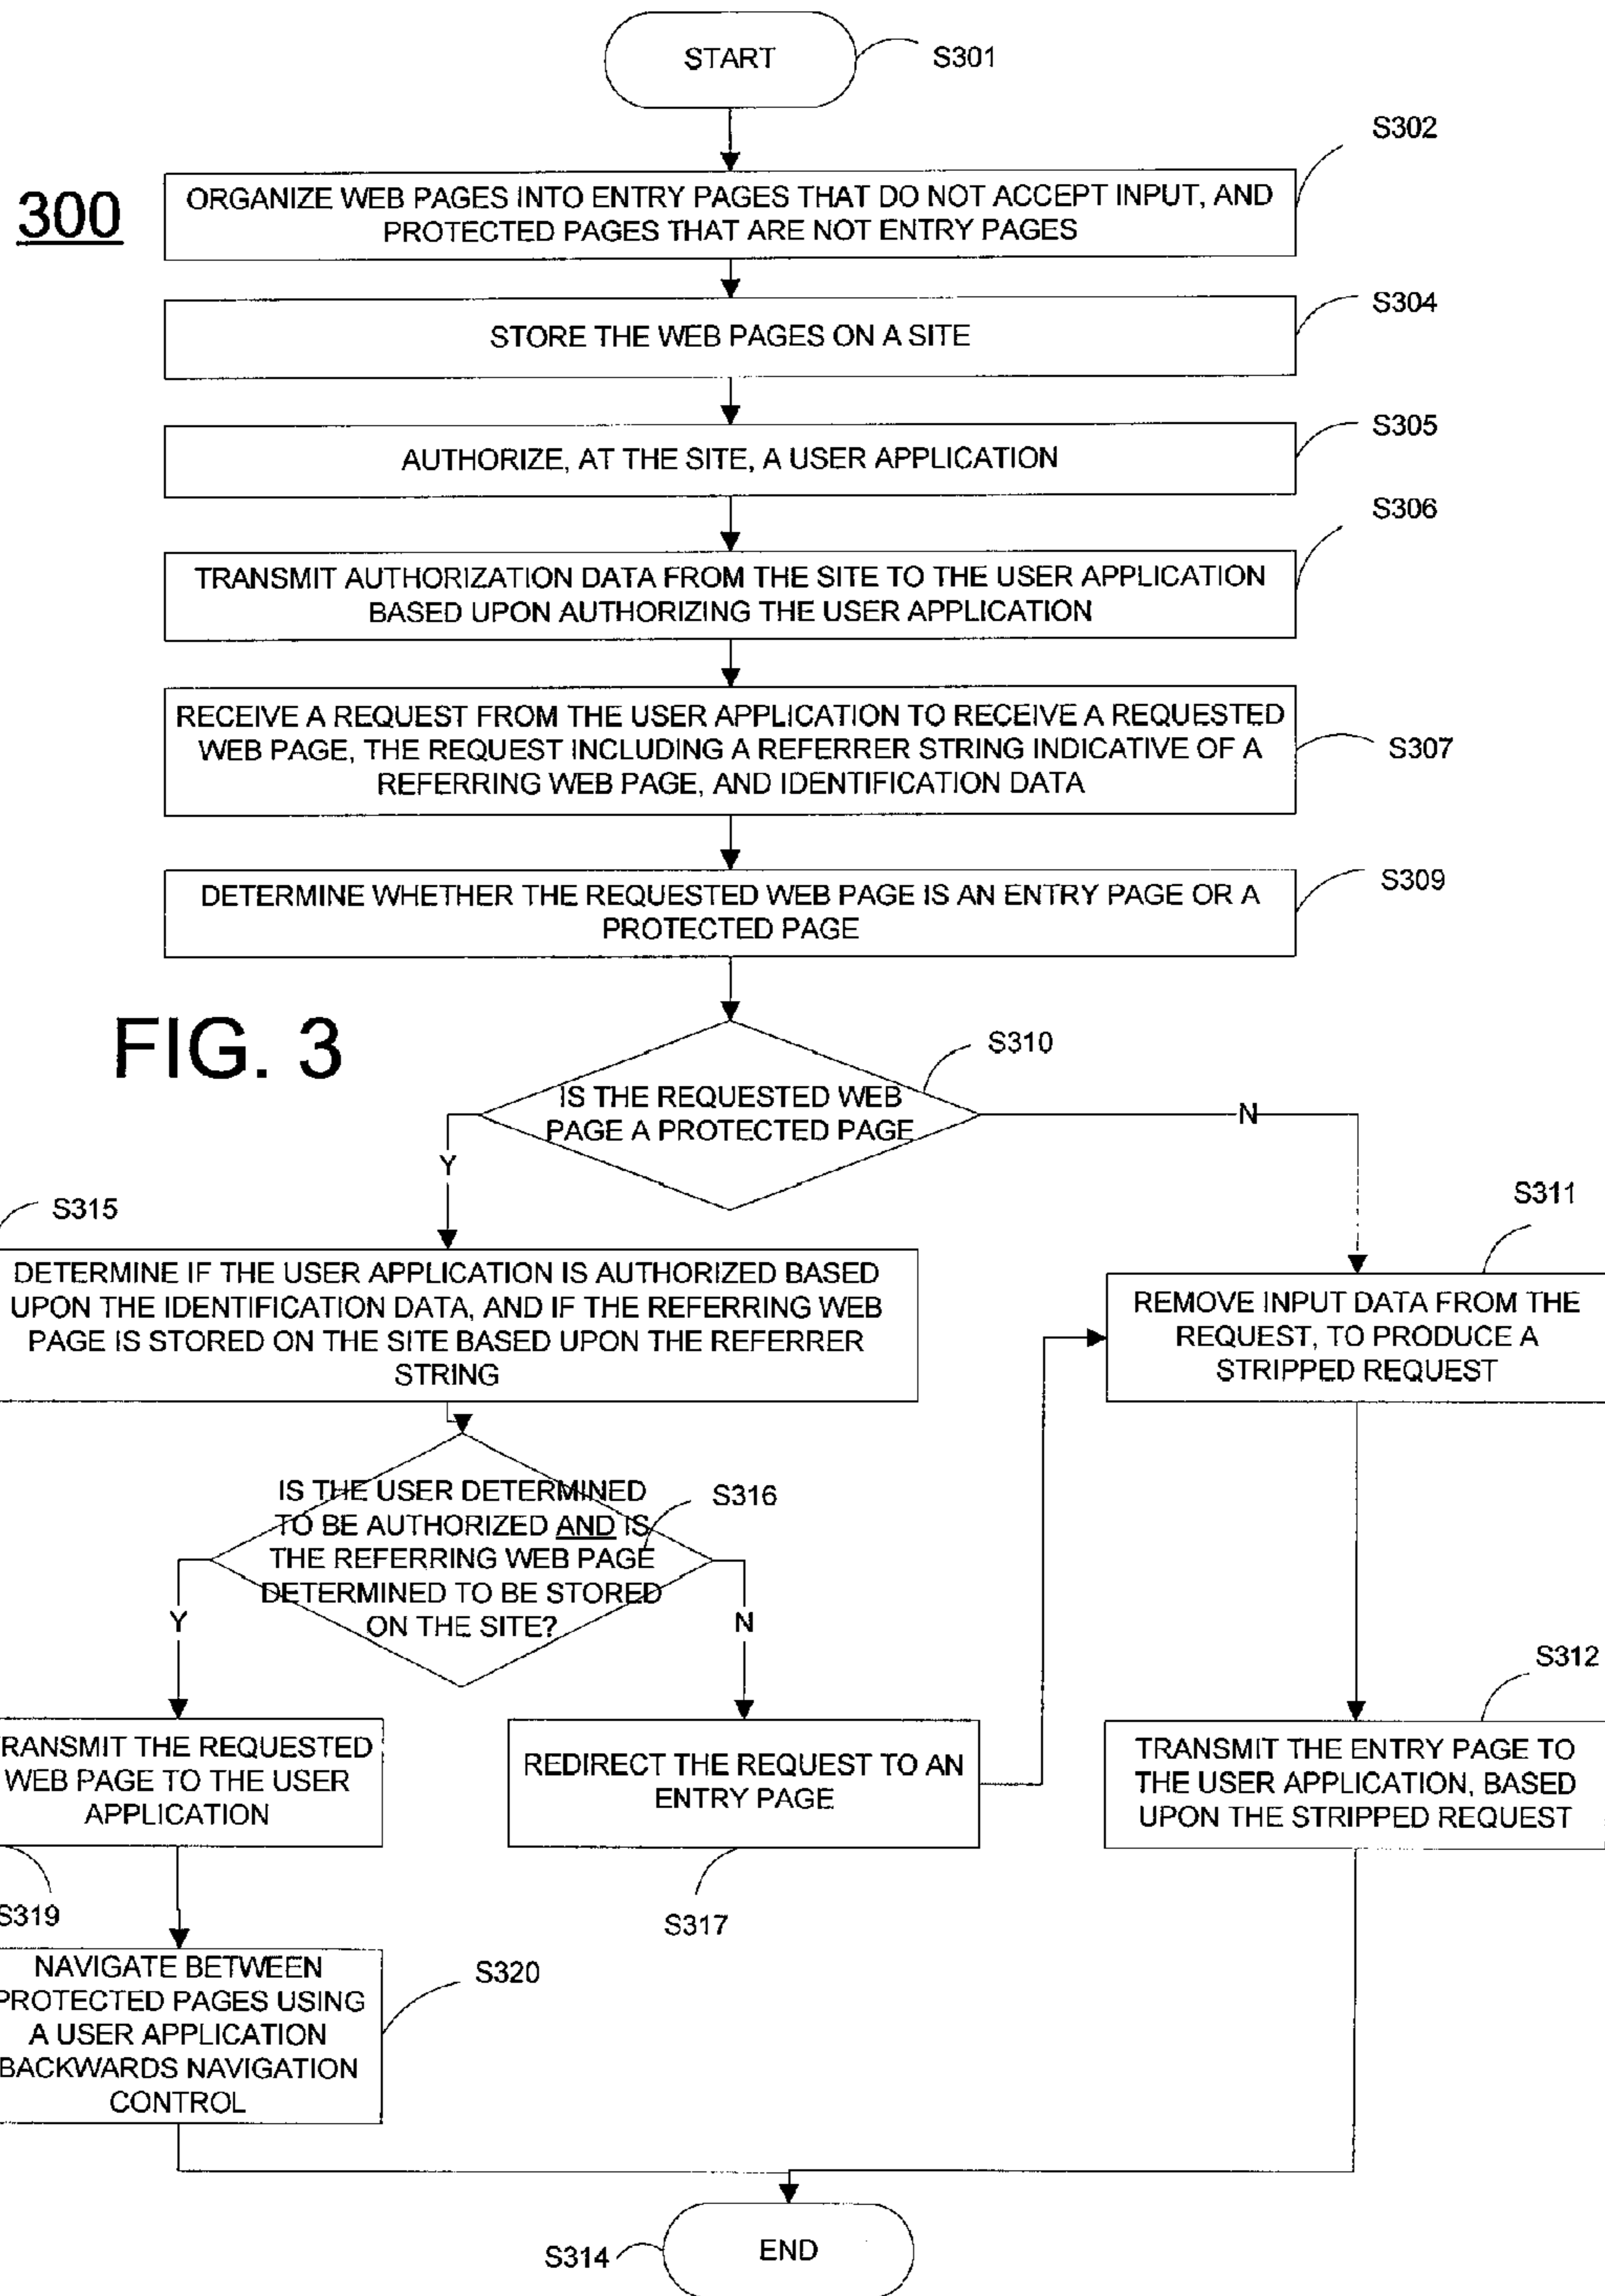 START
S301
S302
300
ORGANIZE WEB PAGES INTO ENTRY PAGES THAT DO NOT ACCEPT INPUT, AND
PROTECTED PAGES THAT ARE NOT ENTRY PAGES
S304
STORE THE WEB PAGES ON A SITE
S305
AUTHORIZE, AT THE SITE, A USER APPLICATION
S306
TRANSMIT AUTHORIZATION DATA FROM THE SITE TO THE USER APPLICATION
BASED UPON AUTHORIZING THE USER APPLICATION
RECEIVE A REQUEST FROM THE USER APPLICATION TO RECEIVE A REQUESTED
WEB PAGE, THE REQUEST INCLUDING A REFERRER STRING INDICATIVE OF A
REFERRING WEB PAGE, AND IDENTIFICATION DATA
S307
S309
DETERMINE WHETHER THE REQUESTED WEB PAGE IS AN ENTRY PAGE OR A
PROTECTED PAGE
FIG. 3
S310
IS THE REQUESTED WEB
PAGE A PROTECTED PAGE
N
Y
S315
S311
DETERMINE IF THE USER APPLICATION IS AUTHORIZED BASED
UPON THE IDENTIFICATION DATA, AND IF THE REFERRING WEB
PAGE IS STORED ON THE SITE BASED UPON THE REFERRER
STRING
REMOVE INPUT DATA FROM THE
REQUEST, TO PRODUCE A
STRIPPED REQUEST
IS THE USER DETERMINED
TO BE AUTHORIZED AND IS
THE REFERRING WEB PAGE
DETERMINED TO BE STORED
ON THE SITE?
S316
Y
N
S312
RANSMIT THE REQUESTED
WEB PAGE TO THE USER
APPLICATION
REDIRECT THE REQUEST TO AN
ENTRY PAGE
TRANSMIT THE ENTRY PAGE TO
THE USER APPLICATION, BASED
UPON THE STRIPPED REQUEST
S319
S317
NAVIGATE BETWEEN
PROTECTED PAGES USING
A USER APPLICATION
BACKWARDS NAVIGATION
CONTROL
S320
S314
END